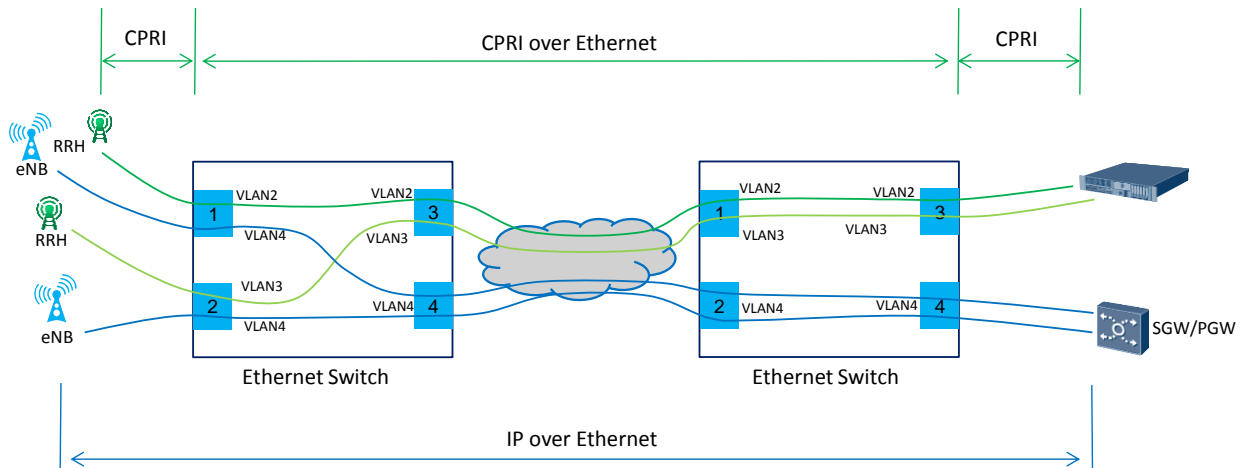 CPRI
CPRI over Ethernet
CPRI
RRH
eNB
RRH
eNB
1
VLAN2
VLAN2
3
VLAN4
VLAN3
2
VLAN3
VLAN4
VLAN4
4
Ethernet Switch
1
VLAN2
VLAN2
3
VLAN3
VLAN3
2
VLAN4
VLAN4
4
Ethernet Switch
SGW/PGW
IP over Ethernet